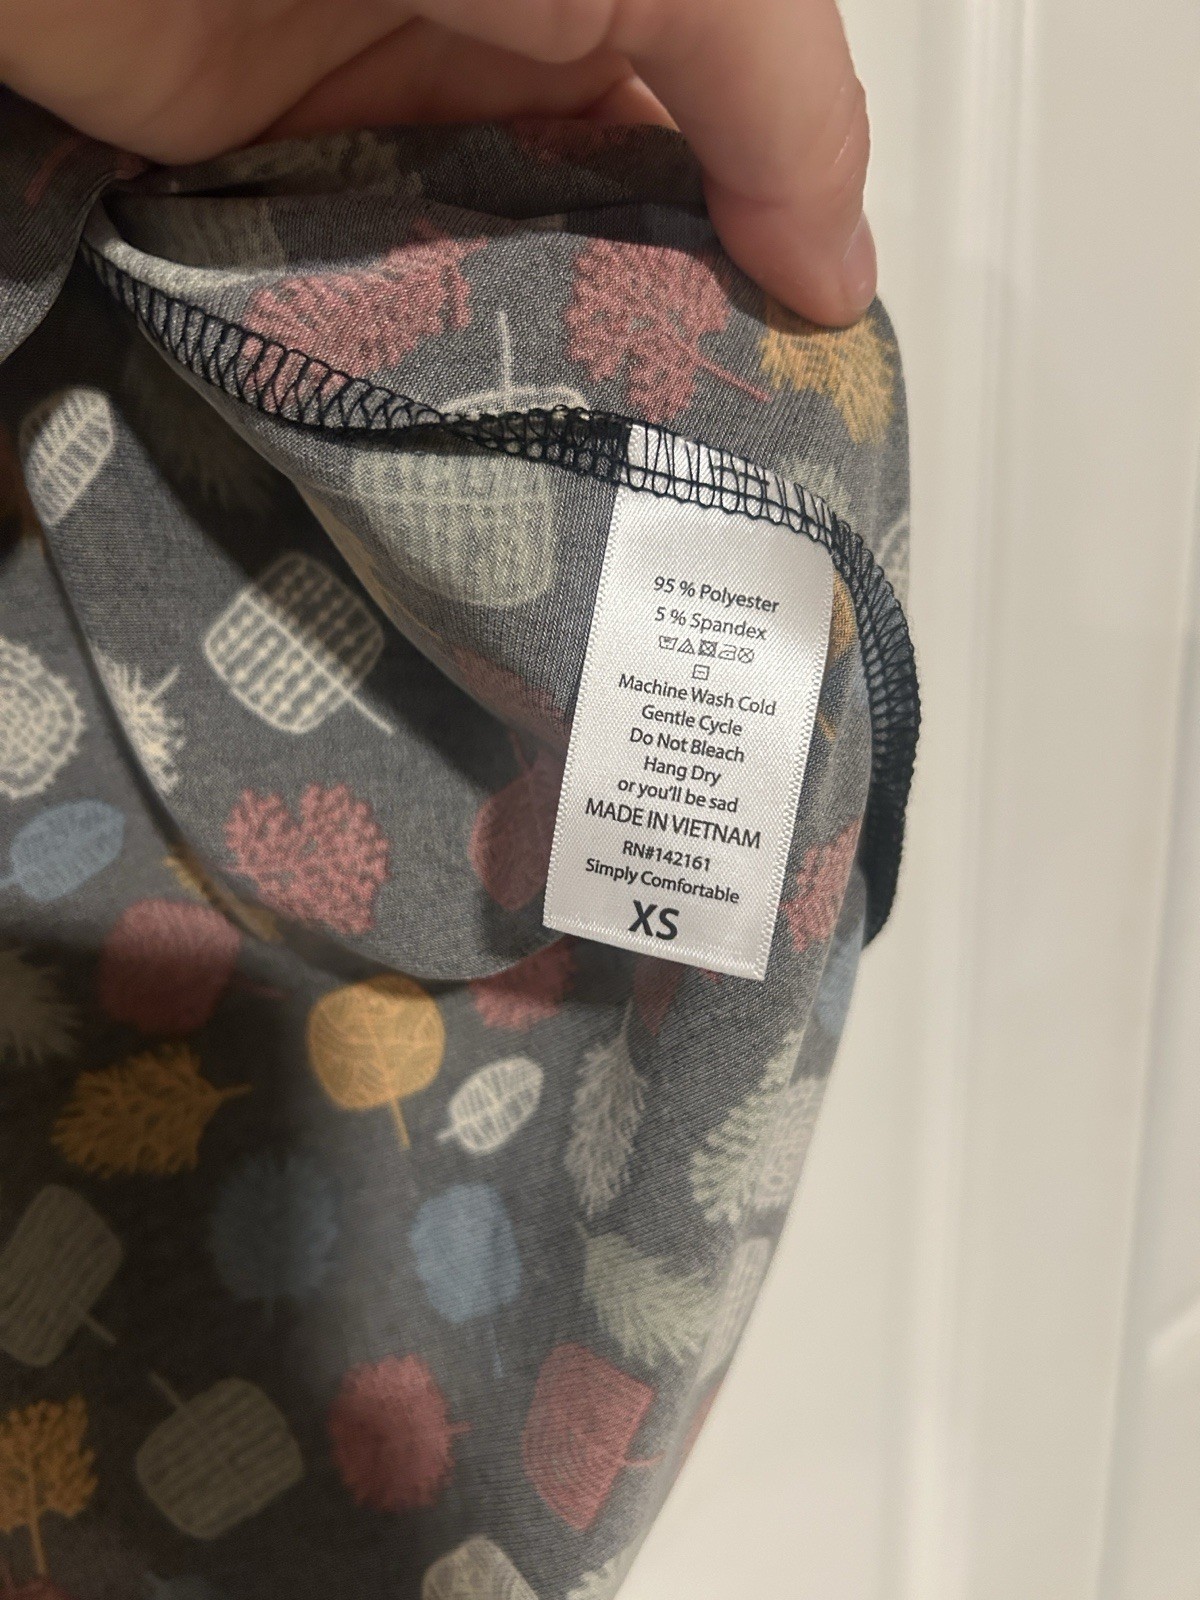 95 % Polyester
5 % Spandex
Machine Wash Cold
Gentle Cycle
Do Not Bleach
Hang Dry
or you'll be sad
MADE IN VIETNAM
RN#142161
Simply Comfortable
XS